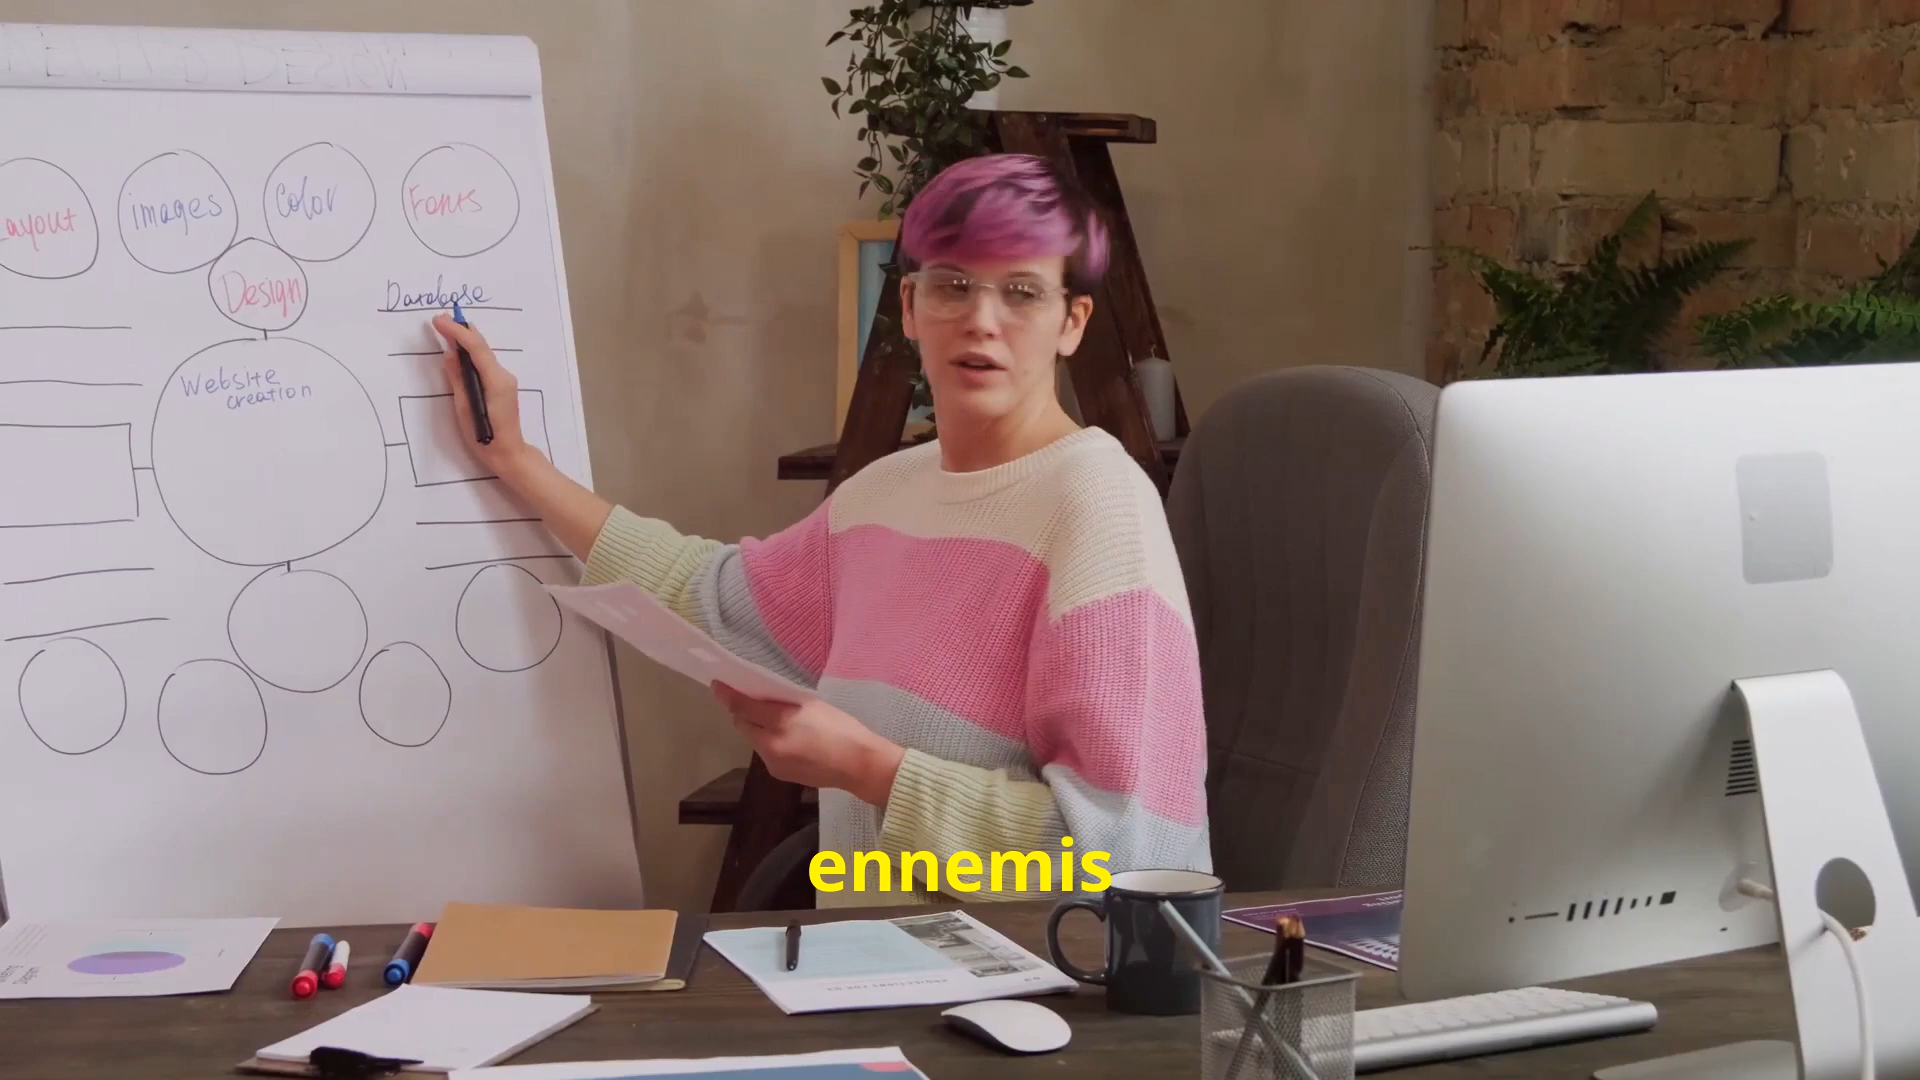 Layout
images
Color
Fonts
Design
Database
Website
creation
ennemis